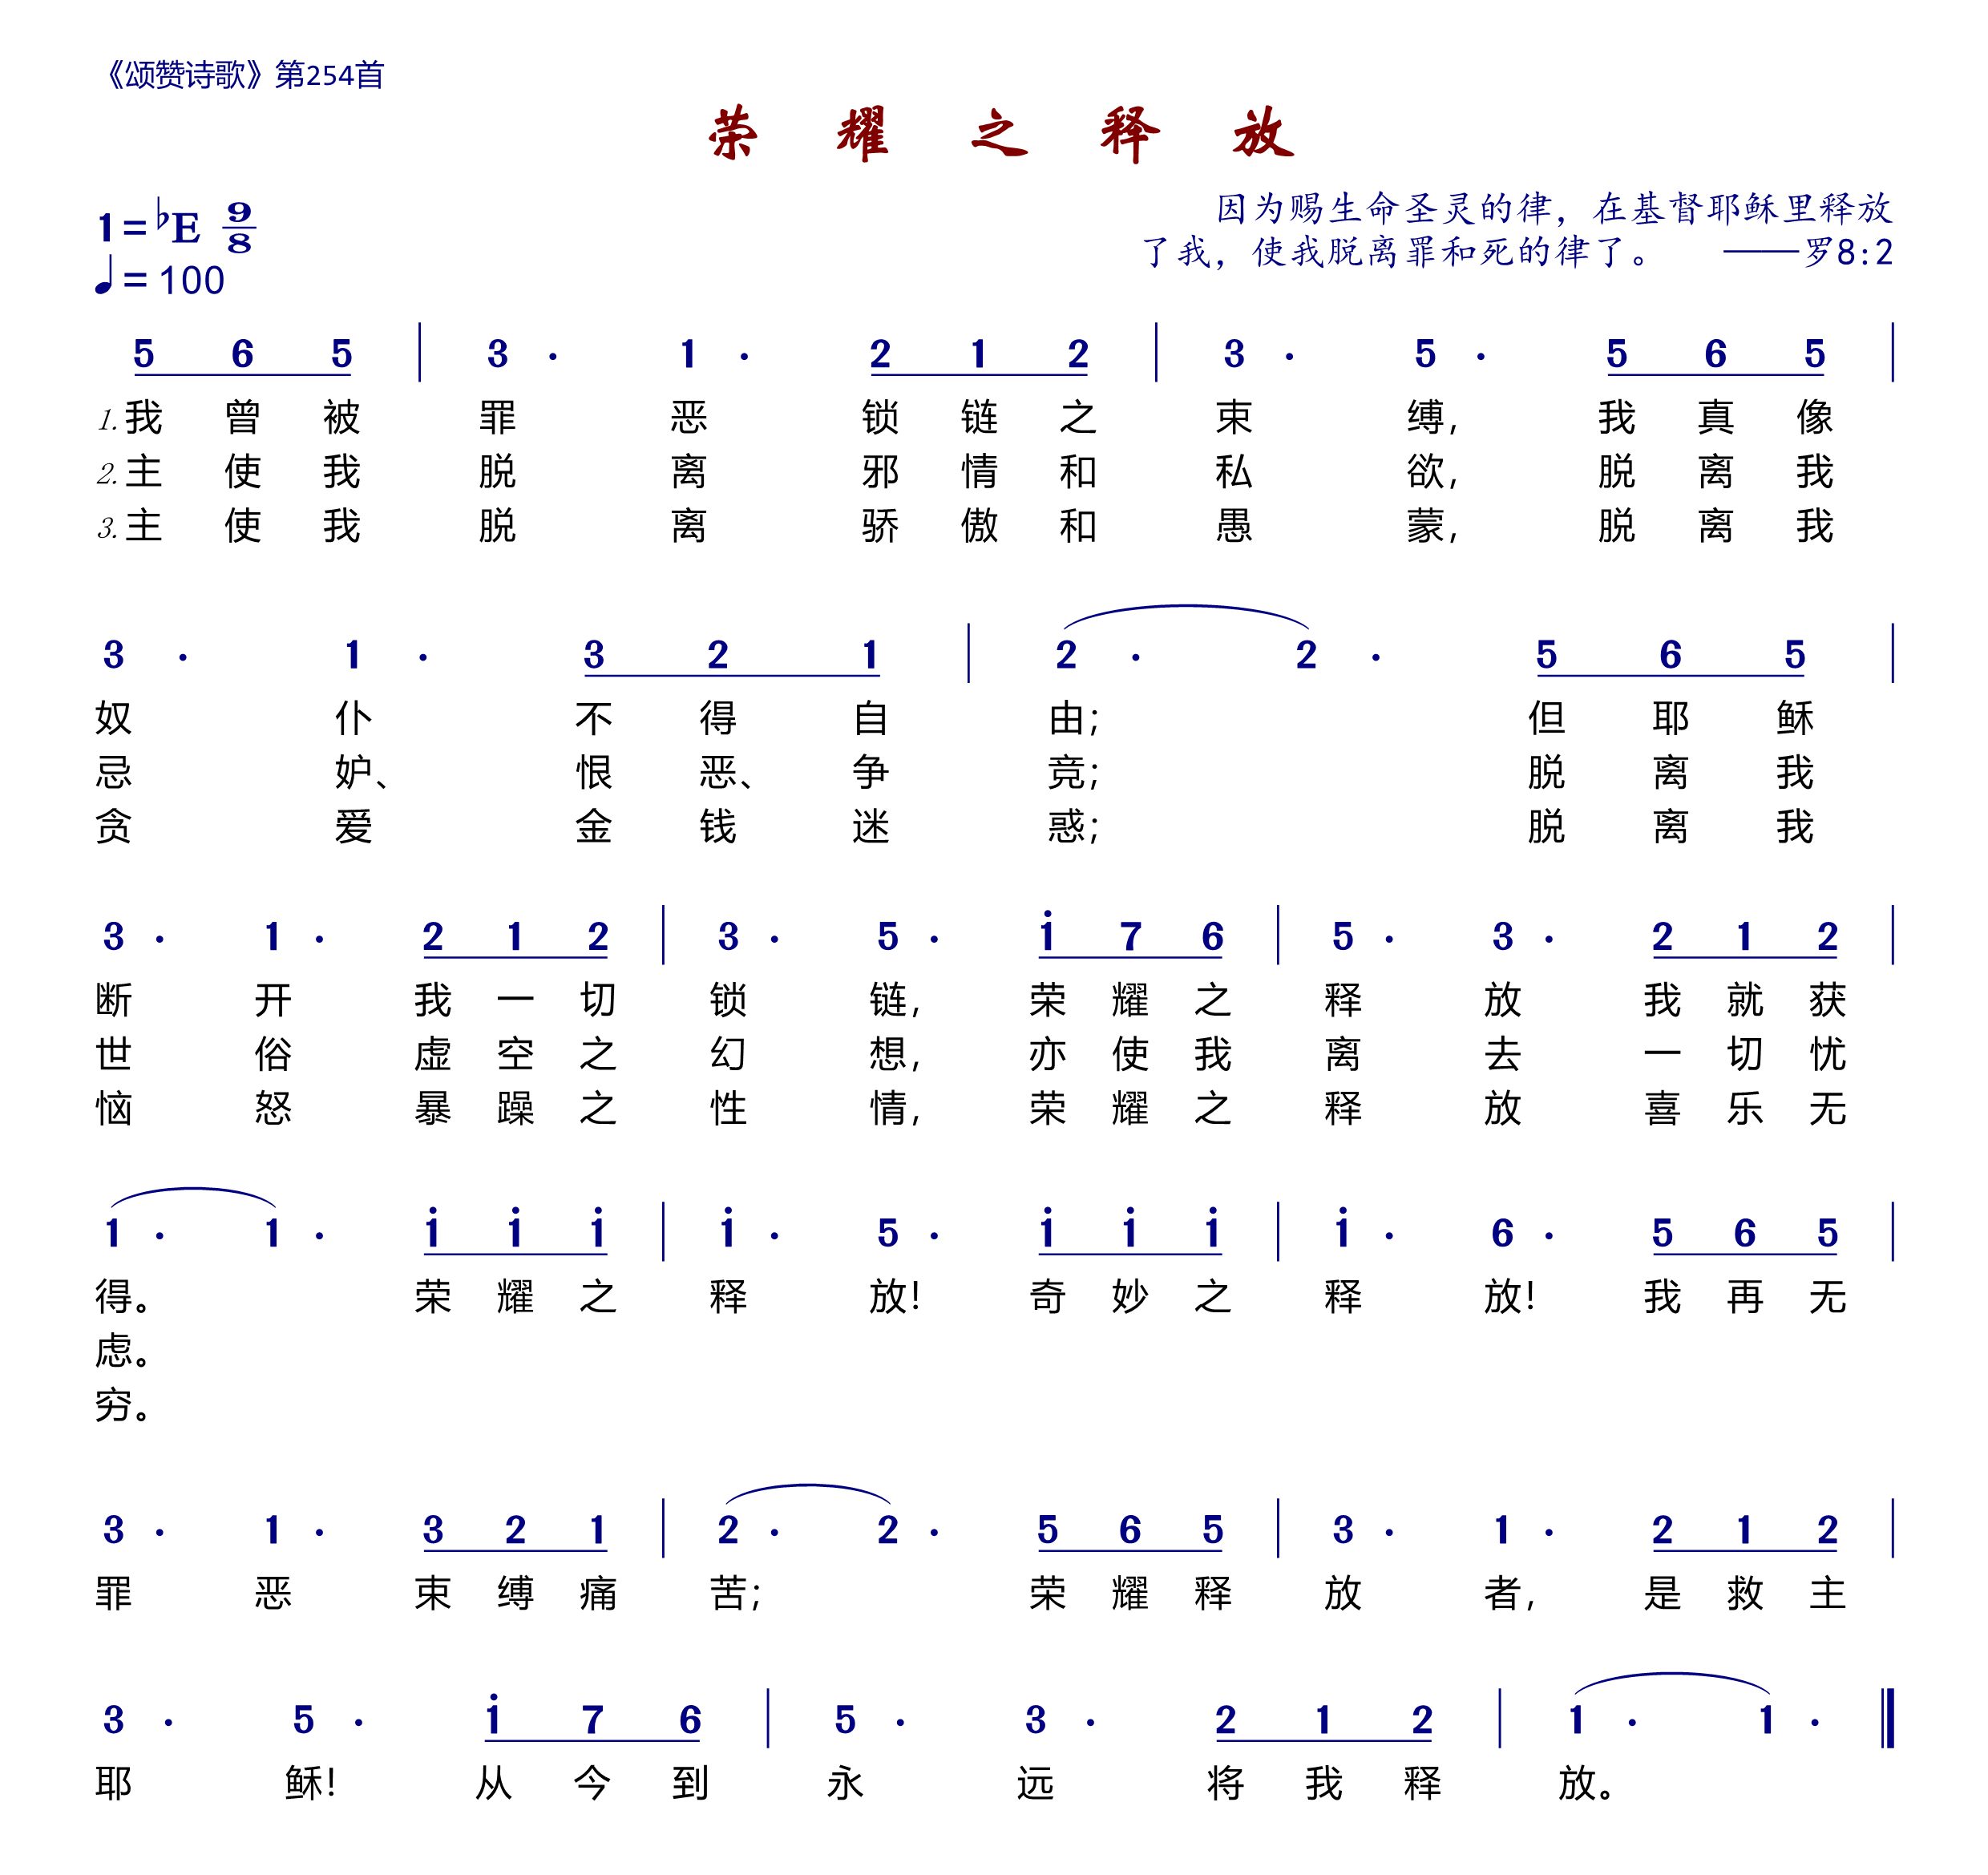 《颂赞诗歌》第254首
荣耀之释放
1=♭E 9/8
因为赐生命圣灵的律，在基督耶稣里释放
了我，使我脱离罪和死的律了。 ——罗8:2
♩=100
5 6 5 | 3 · 1 · 2 1 2 | 3 · 5 · 5 6 5 |
1.我曾被罪恶锁链之束缚，我真像
2.主使我脱离邪情和私欲，脱离我
3.主使我脱离骄傲和愚蒙，脱离我
3 · 1 · 3 2 1 | 2 · 2 · 5 6 5 |
奴仆不得自由；但耶稣
忌妒、恨恶、争竞；脱离我
贪爱金钱迷惑；脱离我
3 · 1 · 2 1 2 | 3 · 5 · i 7 6 | 5 · 3 · 2 1 2 |
断开我一切锁链，荣耀之释放我就获
世俗虚空之幻想，亦使我离去一切忧
恼怒暴躁之性情，荣耀之释放喜乐无
1 · 1 · i i i | i · 5 · i i i | i · 6 · 5 6 5 |
得。荣耀之释放！奇妙之释放！我再无
虑。
穷。
3 · 1 · 3 2 1 | 2 · 2 · 5 6 5 | 3 · 1 · 2 1 2 |
罪恶束缚痛苦；荣耀释放者，是救主
3 · 5 · i 7 6 | 5 · 3 · 2 1 2 | 1 · 1 · ‖
耶稣！从今到永远将我释放。